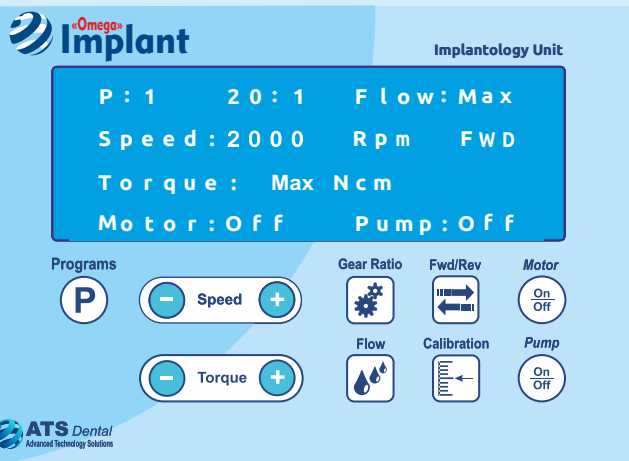 «Omega»
Implant
Implantology Unit
P:1 20:1 Flow:Max
Speed:2000 Rpm FWD
Torque: Max Ncm
Motor:Off Pump:Off
Programs
P
- Speed +
Gear Ratio Fwd/Rev Motor
On
Off
Flow Calibration Pump
- Torque +
On
Off
ATS Dental
Advanced Technology Solutions